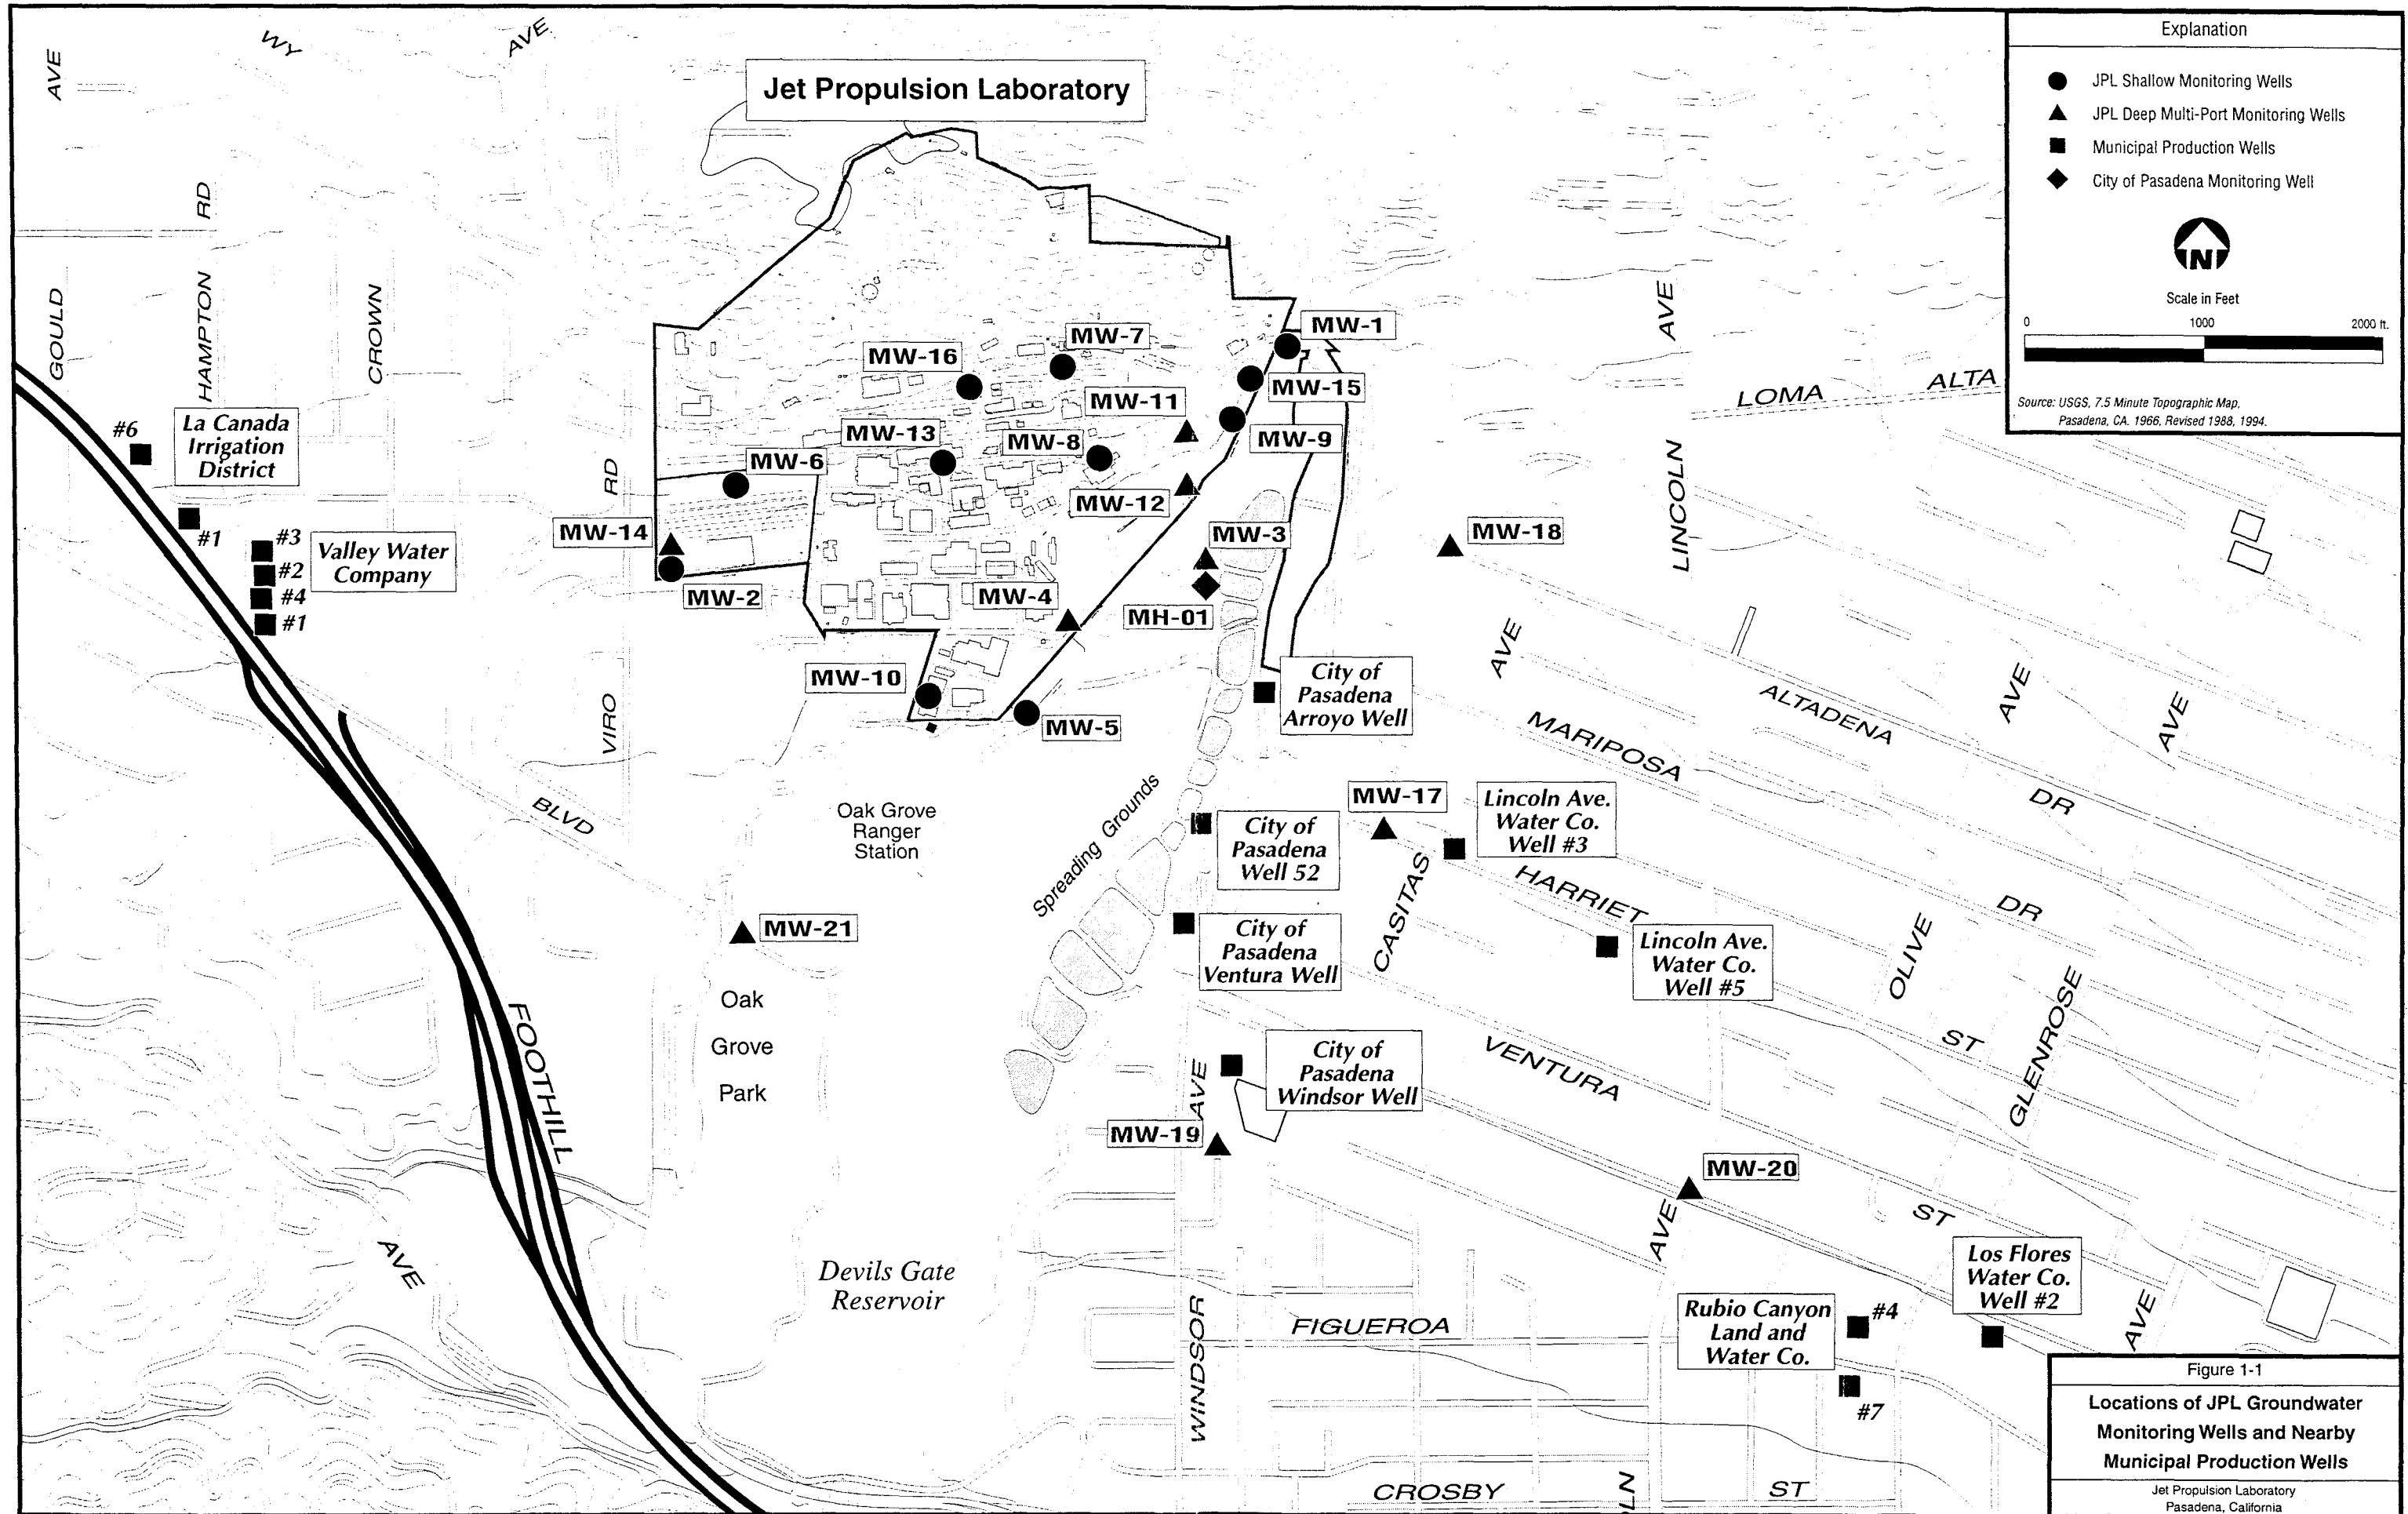 AVE
WY
AVE
Jet Propulsion Laboratory
Explanation
JPL Shallow Monitoring Wells
JPL Deep Multi-Port Monitoring Wells
Municipal Production Wells
City of Pasadena Monitoring Well
N
Scale in Feet
0 1000 2000 ft.
Source: USGS, 7.5 Minute Topographic Map,
Pasadena, CA. 1966, Revised 1988, 1994.
GOULD
HAMPTON RD
CROWN
AVE
LOMA ALTA
MW-1
MW-7
MW-16
MW-15
MW-11
MW-9
MW-13
MW-8
MW-6
MW-12
#6
La Canada
Irrigation
District
#1
RD
LINCOLN
MW-14
MW-3
MW-18
#3
#2
#4
#1
Valley Water
Company
MW-2
MW-4
MH-01
MW-10
MW-5
City of
Pasadena
Arroyo Well
AVE
ALTADENA
DR
AVE
AVE
VIRO
MARIPOSA
DR
BLVD
Oak Grove
Ranger
Station
Spreading Grounds
City of
Pasadena
Well 52
MW-17
Lincoln Ave.
Water Co.
Well #3
CASITAS
HARRIET
ST
MW-21
City of
Pasadena
Ventura Well
Lincoln Ave.
Water Co.
Well #5
OLIVE
GLENROSE
Oak
Grove
Park
FOOTHILL
City of
Pasadena
Windsor Well
VENTURA
ST
AVE
MW-19
MW-20
AVE
AVE
Devils Gate
Reservoir
WINDSOR
FIGUEROA
Rubio Canyon
Land and
Water Co.
#4
#7
Los Flores
Water Co.
Well #2
AVE
CROSBY
ST
OLN
Figure 1-1
Locations of JPL Groundwater
Monitoring Wells and Nearby
Municipal Production Wells
Jet Propulsion Laboratory
Pasadena, California